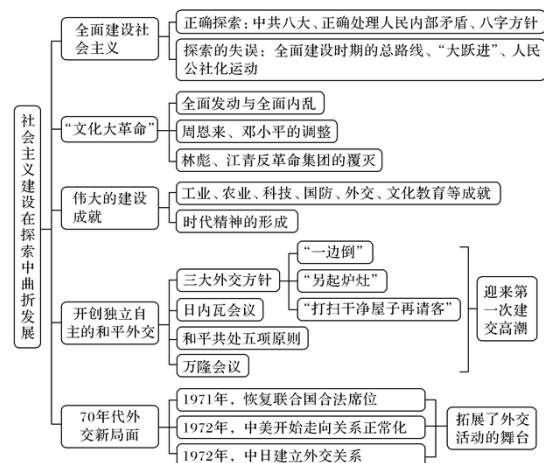 社会主义建设在探索中曲折发展
全面建设社
会主义
正确探索：中共八大、正确处理人民内部矛盾、八字方针
探索的失误：全面建设时期的总路线、“大跃进”、人民
公社化运动
“文化大革命”
全面发动与全面内乱
周恩来、邓小平的调整
林彪、江青反革命集团的覆灭
伟大的建设
成就
工业、农业、科技、国防、外交、文化教育等成就
时代精神的形成
开创独立自
主的和平外交
三大外交方针
“一边倒”
“另起炉灶”
“打扫干净屋子再请客”
日内瓦会议
和平共处五项原则
万隆会议
迎来第
一次建
交高潮
70年代外
交新局面
1971年，恢复联合国合法席位
1972年，中美开始走向关系正常化
1972年，中日建立外交关系
拓展了外交
活动的舞台